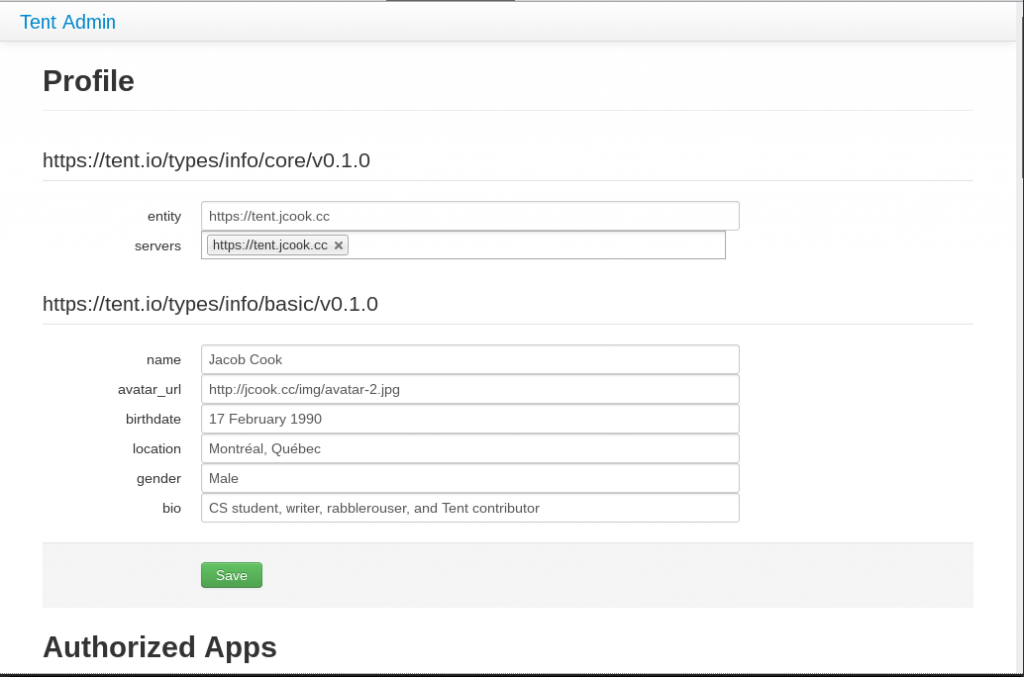 Tent Admin
Profile
https://tent.io/types/info/core/v0.1.0
entity https://tent.jcook.cc
servers https://tent.jcook.cc ×
https://tent.io/types/info/basic/v0.1.0
name Jacob Cook
avatar_url http://jcook.cc/img/avatar-2.jpg
birthdate 17 February 1990
location Montréal, Québec
gender Male
bio CS student, writer, rabblerouser, and Tent contributor
Save
Authorized Apps